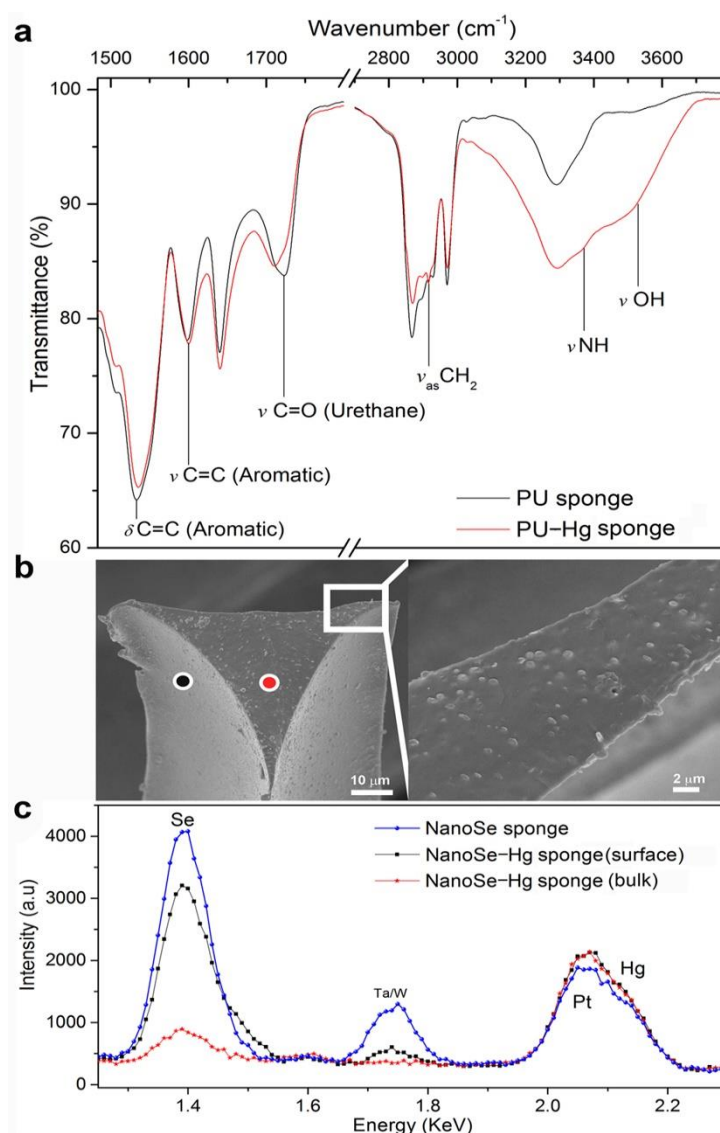 a
Wavenumber (cm⁻¹)
1500 1600 1700 2800 3000 3200 3400 3600
100
90
80
70
60
Transmittance (%)
ν OH
ν NH
νasCH₂
ν C=O (Urethane)
ν C=C (Aromatic)
δC=C (Aromatic)
PU sponge
PU–Hg sponge
b
10 μm
2 μm
c
Se
NanoSe sponge
NanoSe–Hg sponge (surface)
NanoSe–Hg sponge (bulk)
Ta/W
Hg
Pt
4000
3000
2000
1000
0
Intensity (a.u)
1.4 1.6 1.8 2.0 2.2
Energy (KeV)